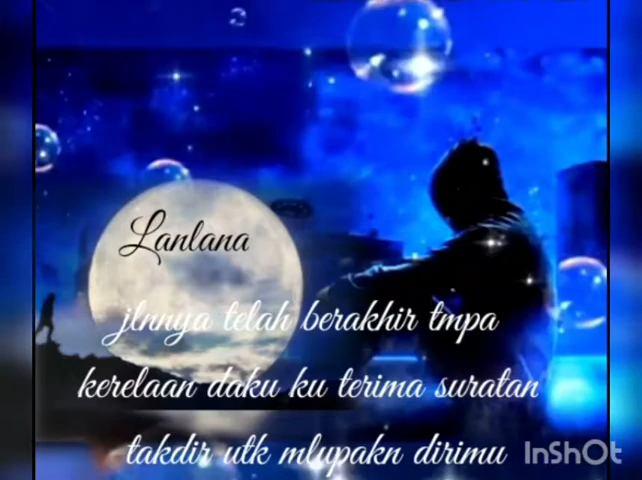 Lanlana
jlnnya telah berakhir tmpa
kerelaan daku ku terima suratan
takdir utk mlupakn dirimu
InShOt